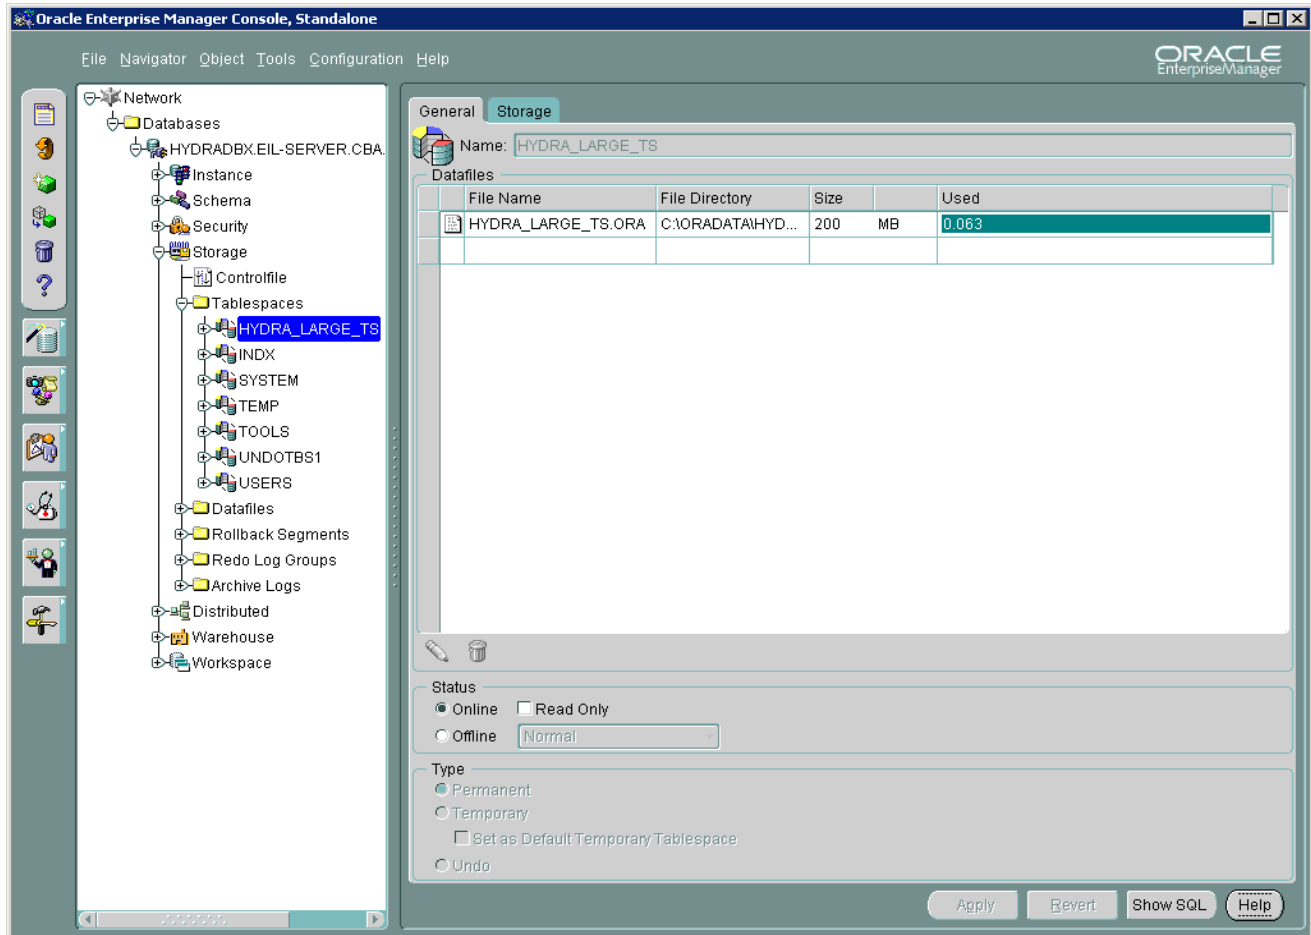 Oracle Enterprise Manager Console, Standalone
File Navigator Object Tools Configuration Help
ORACLE
EnterpriseManager
Network
Databases
HYDRADBX.EIL-SERVER.CBA.
Instance
Schema
Security
Storage
Controlfile
Tablespaces
HYDRA_LARGE_TS
INDX
SYSTEM
TEMP
TOOLS
UNDOTBS1
USERS
Datafiles
Rollback Segments
Redo Log Groups
Archive Logs
Distributed
Warehouse
Workspace
General Storage
Name: HYDRA_LARGE_TS
Datafiles
File Name File Directory Size Used
HYDRA_LARGE_TS.ORA C:\ORADATA\HYD... 200 MB 0.063
Status
Online Read Only
Offline Normal
Type
Permanent
Temporary
Set as Default Temporary Tablespace
Undo
Apply Revert Show SQL Help